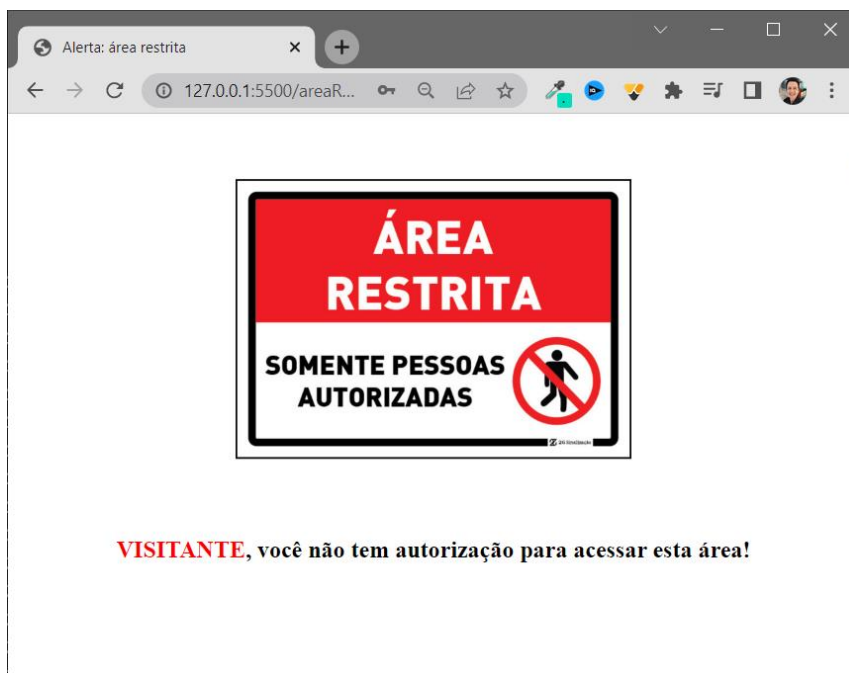 Alerta: área restrita
127.0.0.1:5500/areaR...
ÁREA
RESTRITA
SOMENTE PESSOAS
AUTORIZADAS
VISITANTE, você não tem autorização para acessar esta área!